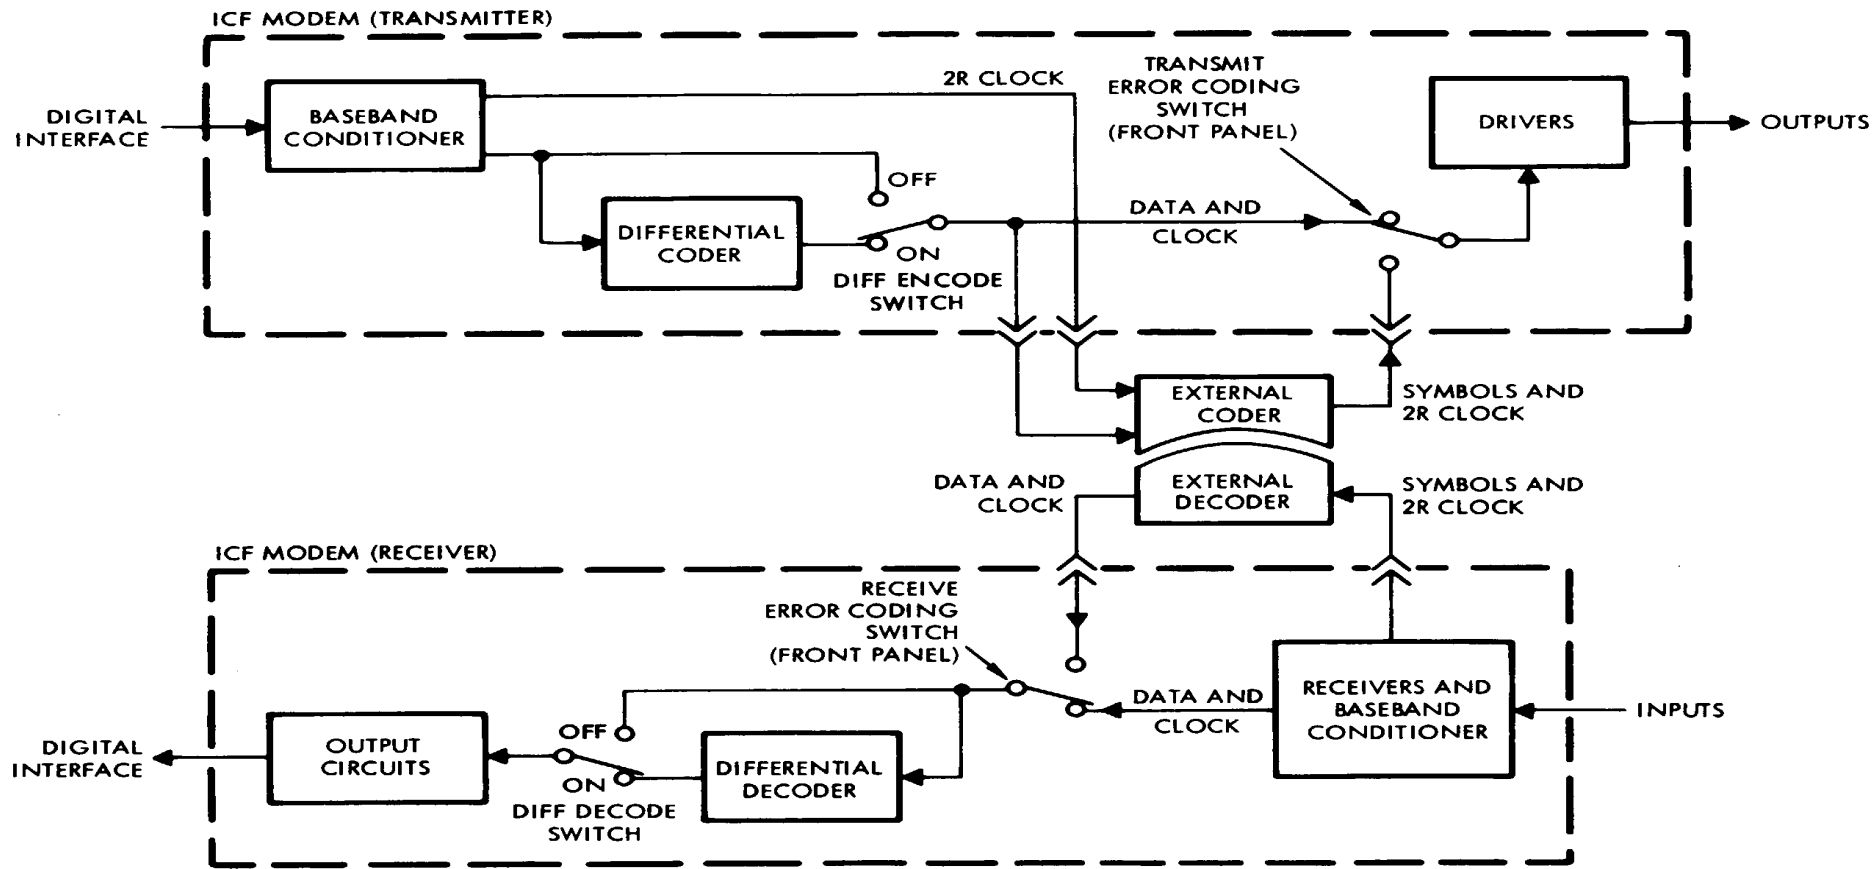 ICF MODEM (TRANSMITTER)
DIGITAL
INTERFACE
BASEBAND
CONDITIONER
2R CLOCK
TRANSMIT
ERROR CODING
SWITCH
(FRONT PANEL)
DRIVERS
OUTPUTS
OFF
DIFFERENTIAL
CODER
ON
DIFF ENCODE
SWITCH
DATA AND
CLOCK
EXTERNAL
CODER
SYMBOLS AND
2R CLOCK
DATA AND
CLOCK
EXTERNAL
DECODER
SYMBOLS AND
2R CLOCK
ICF MODEM (RECEIVER)
RECEIVE
ERROR CODING
SWITCH
(FRONT PANEL)
DATA AND
CLOCK
RECEIVERS AND
BASEBAND
CONDITIONER
INPUTS
DIGITAL
INTERFACE
OUTPUT
CIRCUITS
OFF
ON
DIFF DECODE
SWITCH
DIFFERENTIAL
DECODER